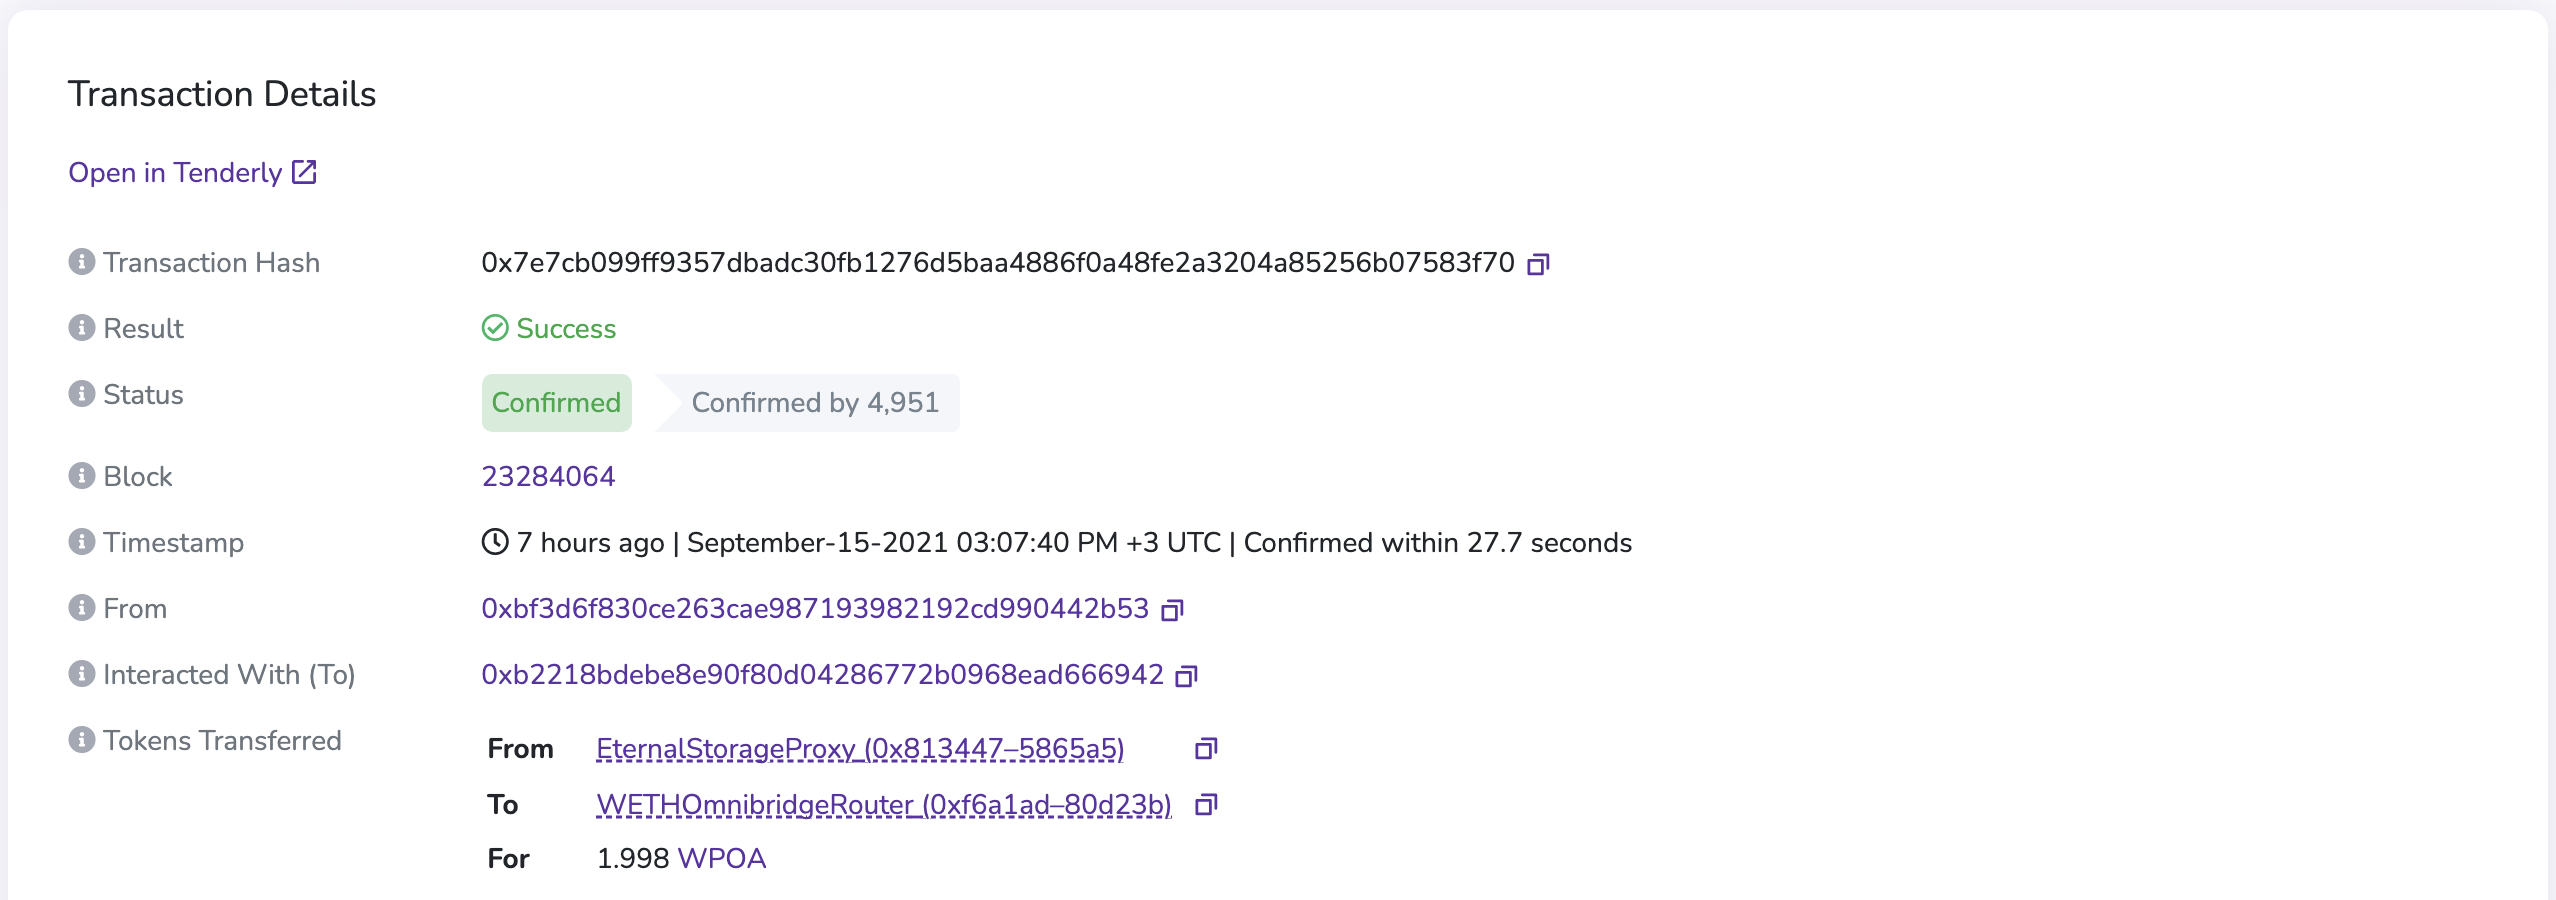 Transaction Details
Open in Tenderly
Transaction Hash 0x7e7cb099ff9357dbadc30fb1276d5baa4886f0a48fe2a3204a85256b07583f70
Result Success
Status Confirmed Confirmed by 4,951
Block 23284064
Timestamp 7 hours ago | September-15-2021 03:07:40 PM +3 UTC | Confirmed within 27.7 seconds
From 0xbf3d6f830ce263cae987193982192cd990442b53
Interacted With (To) 0xb2218bdebe8e90f80d04286772b0968ead666942
Tokens Transferred From EternalStorageProxy (0x813447–5865a5)
To WETHOmnibridgeRouter (0xf6a1ad–80d23b)
For 1.998 WPOA